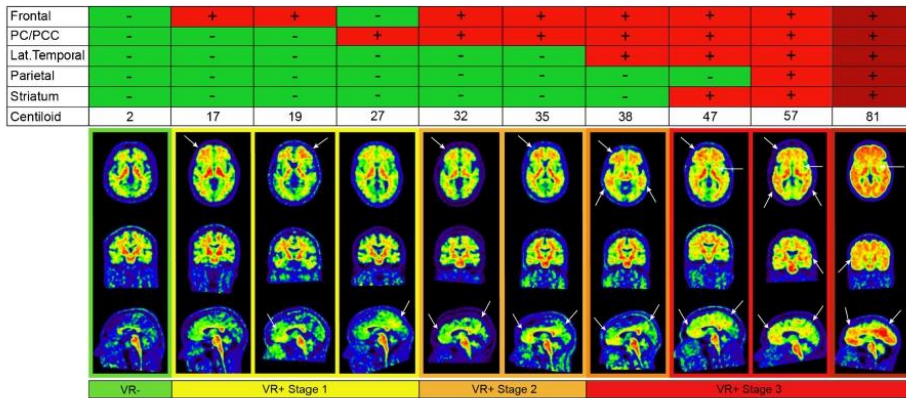 Frontal - + + - + + + + + +
PC/PCC - - - + + + + + + +
Lat.Temporal - - - - - - + + + +
Parietal - - - - - - - - + +
Striatum - - - - - - - + + +
Centiloid 2 17 19 27 32 35 38 47 57 81
VR- VR+ Stage 1 VR+ Stage 2 VR+ Stage 3